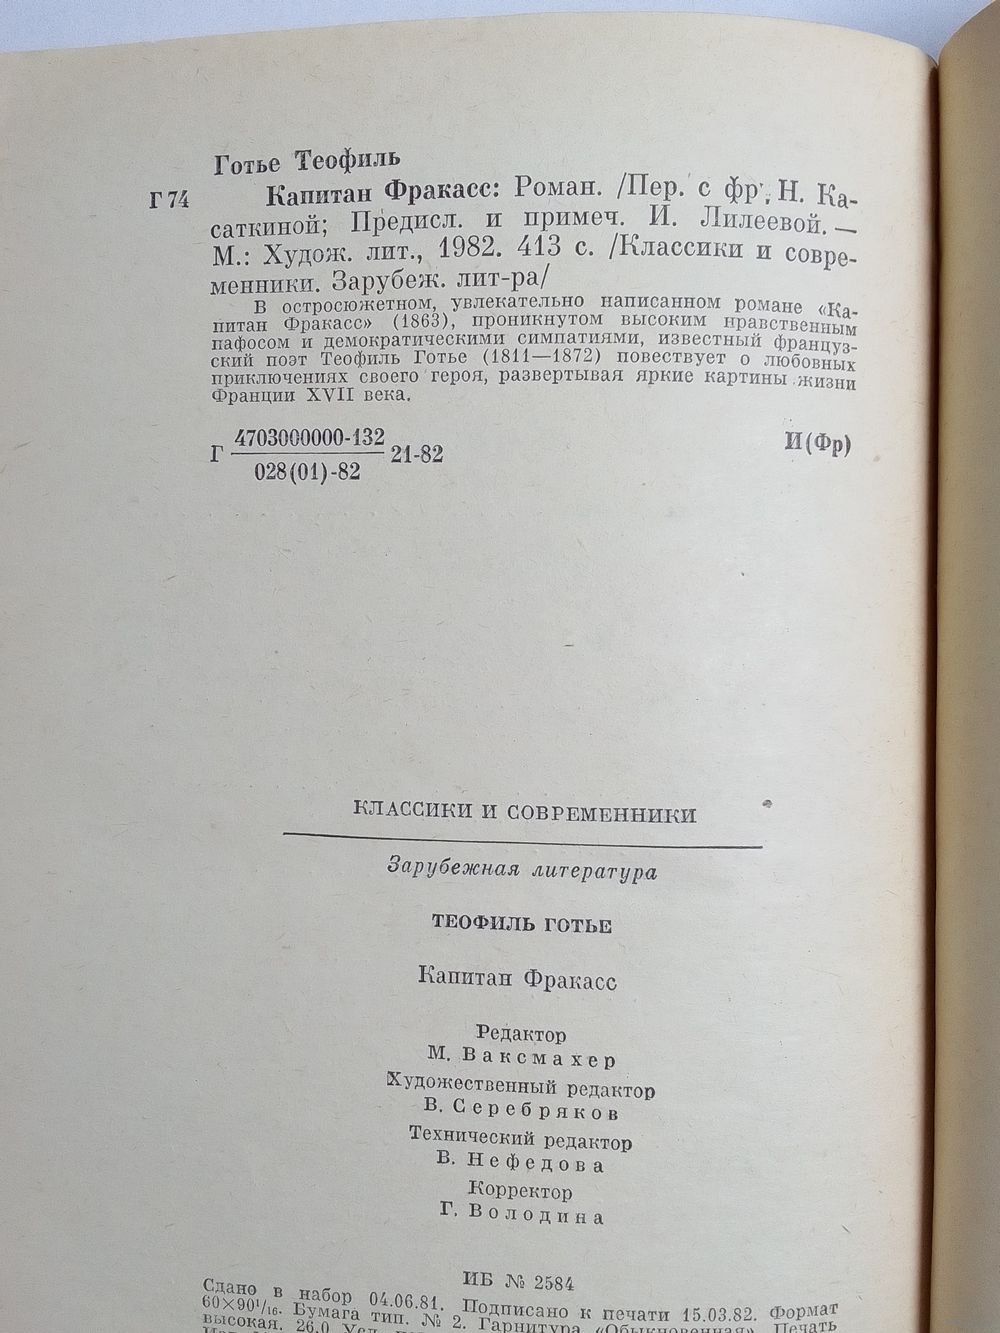 Готье Теофиль
Г 74 Капитан Фракасс: Роман. /Пер. с фр. Н. Ка-
саткиной; Предисл. и примеч. И. Лилеевой. —
М.: Худож. лит., 1982. 413 с. /Классики и совре-
менники. Зарубеж. лит-ра/
В остросюжетном, увлекательно написанном романе «Ка-
питан Фракасс» (1863), проникнутом высоким нравственным
пафосом и демократическими симпатиями, известный француз-
ский поэт Теофиль Готье (1811—1872) повествует о любовных
приключениях своего героя, развертывая яркие картины жизни
Франции XVII века.
Г 4703000000-132 21-82 И(Фр)
028(01)-82
КЛАССИКИ И СОВРЕМЕННИКИ
Зарубежная литература
ТЕОФИЛЬ ГОТЬЕ
Капитан Фракасс
Редактор
М. Ваксмахер
Художественный редактор
В. Серебряков
Технический редактор
В. Нефедова
Корректор
Г. Володина
ИБ № 2584
Сдано в набор 04.06.81. Подписано к печати 15.03.82. Формат
60×90¹/₁₆. Бумага тип. № 2. Гарнитура «Обыкновенная». Печать
высокая. 26,0 Усл.